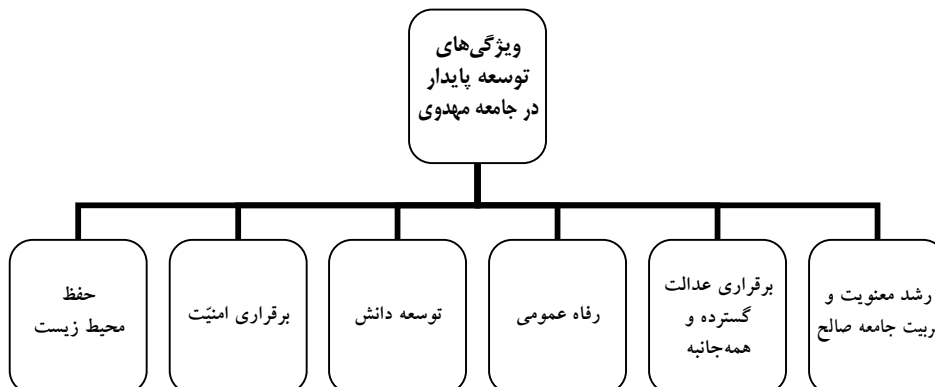 ویژگی‌های
توسعه پایدار
در جامعه مهدوی
رشد معنویت و
ربیت جامعه صالح
برقراری عدالت
گسترده و
همه‌جانبه
رفاه عمومی
توسعه دانش
برقراری امنیّت
حفظ
محیط زیست